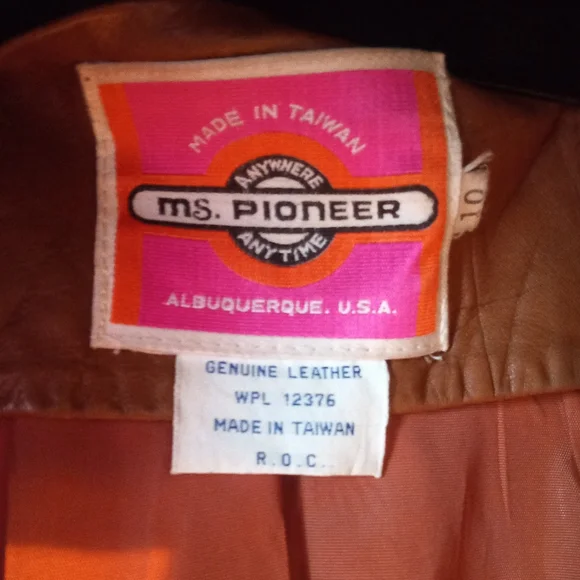 MADE IN TAIWAN
ANYWHERE
ms. PIONEER
ANYTIME
ALBUQUERQUE. U.S.A.
10
GENUINE LEATHER
WPL 12376
MADE IN TAIWAN
R.O.C.